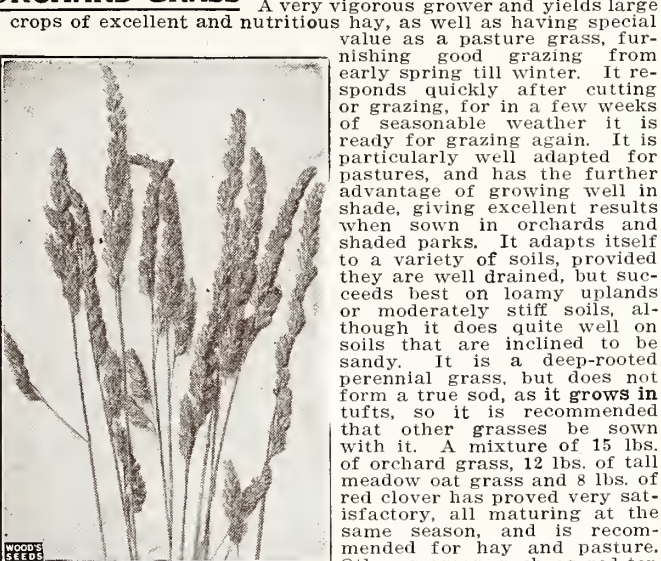 ORCHARD GRASS A very vigorous grower and yields large
crops of excellent and nutritious hay, as well as having special
value as a pasture grass, fur-
nishing good grazing from
early spring till winter. It re-
sponds quickly after cutting
or grazing, for in a few weeks
of seasonable weather it is
ready for grazing again. It is
particularly well adapted for
pastures, and has the further
advantage of growing well in
shade, giving excellent results
when sown in orchards and
shaded parks. It adapts itself
to a variety of soils, provided
they are well drained, but suc-
ceeds best on loamy uplands
or moderately stiff soils, al-
though it does quite well on
soils that are inclined to be
sandy. It is a deep-rooted
perennial grass, but does not
form a true sod, as it grows in
tufts, so it is recommended
that other grasses be sown
with it. A mixture of 15 lbs.
of orchard grass, 12 lbs. of tall
meadow oat grass and 8 lbs. of
red clover has proved very sat-
isfactory, all maturing at the
same season, and is recom-
mended for hay and pasture.
WOOD'S
SEEDS